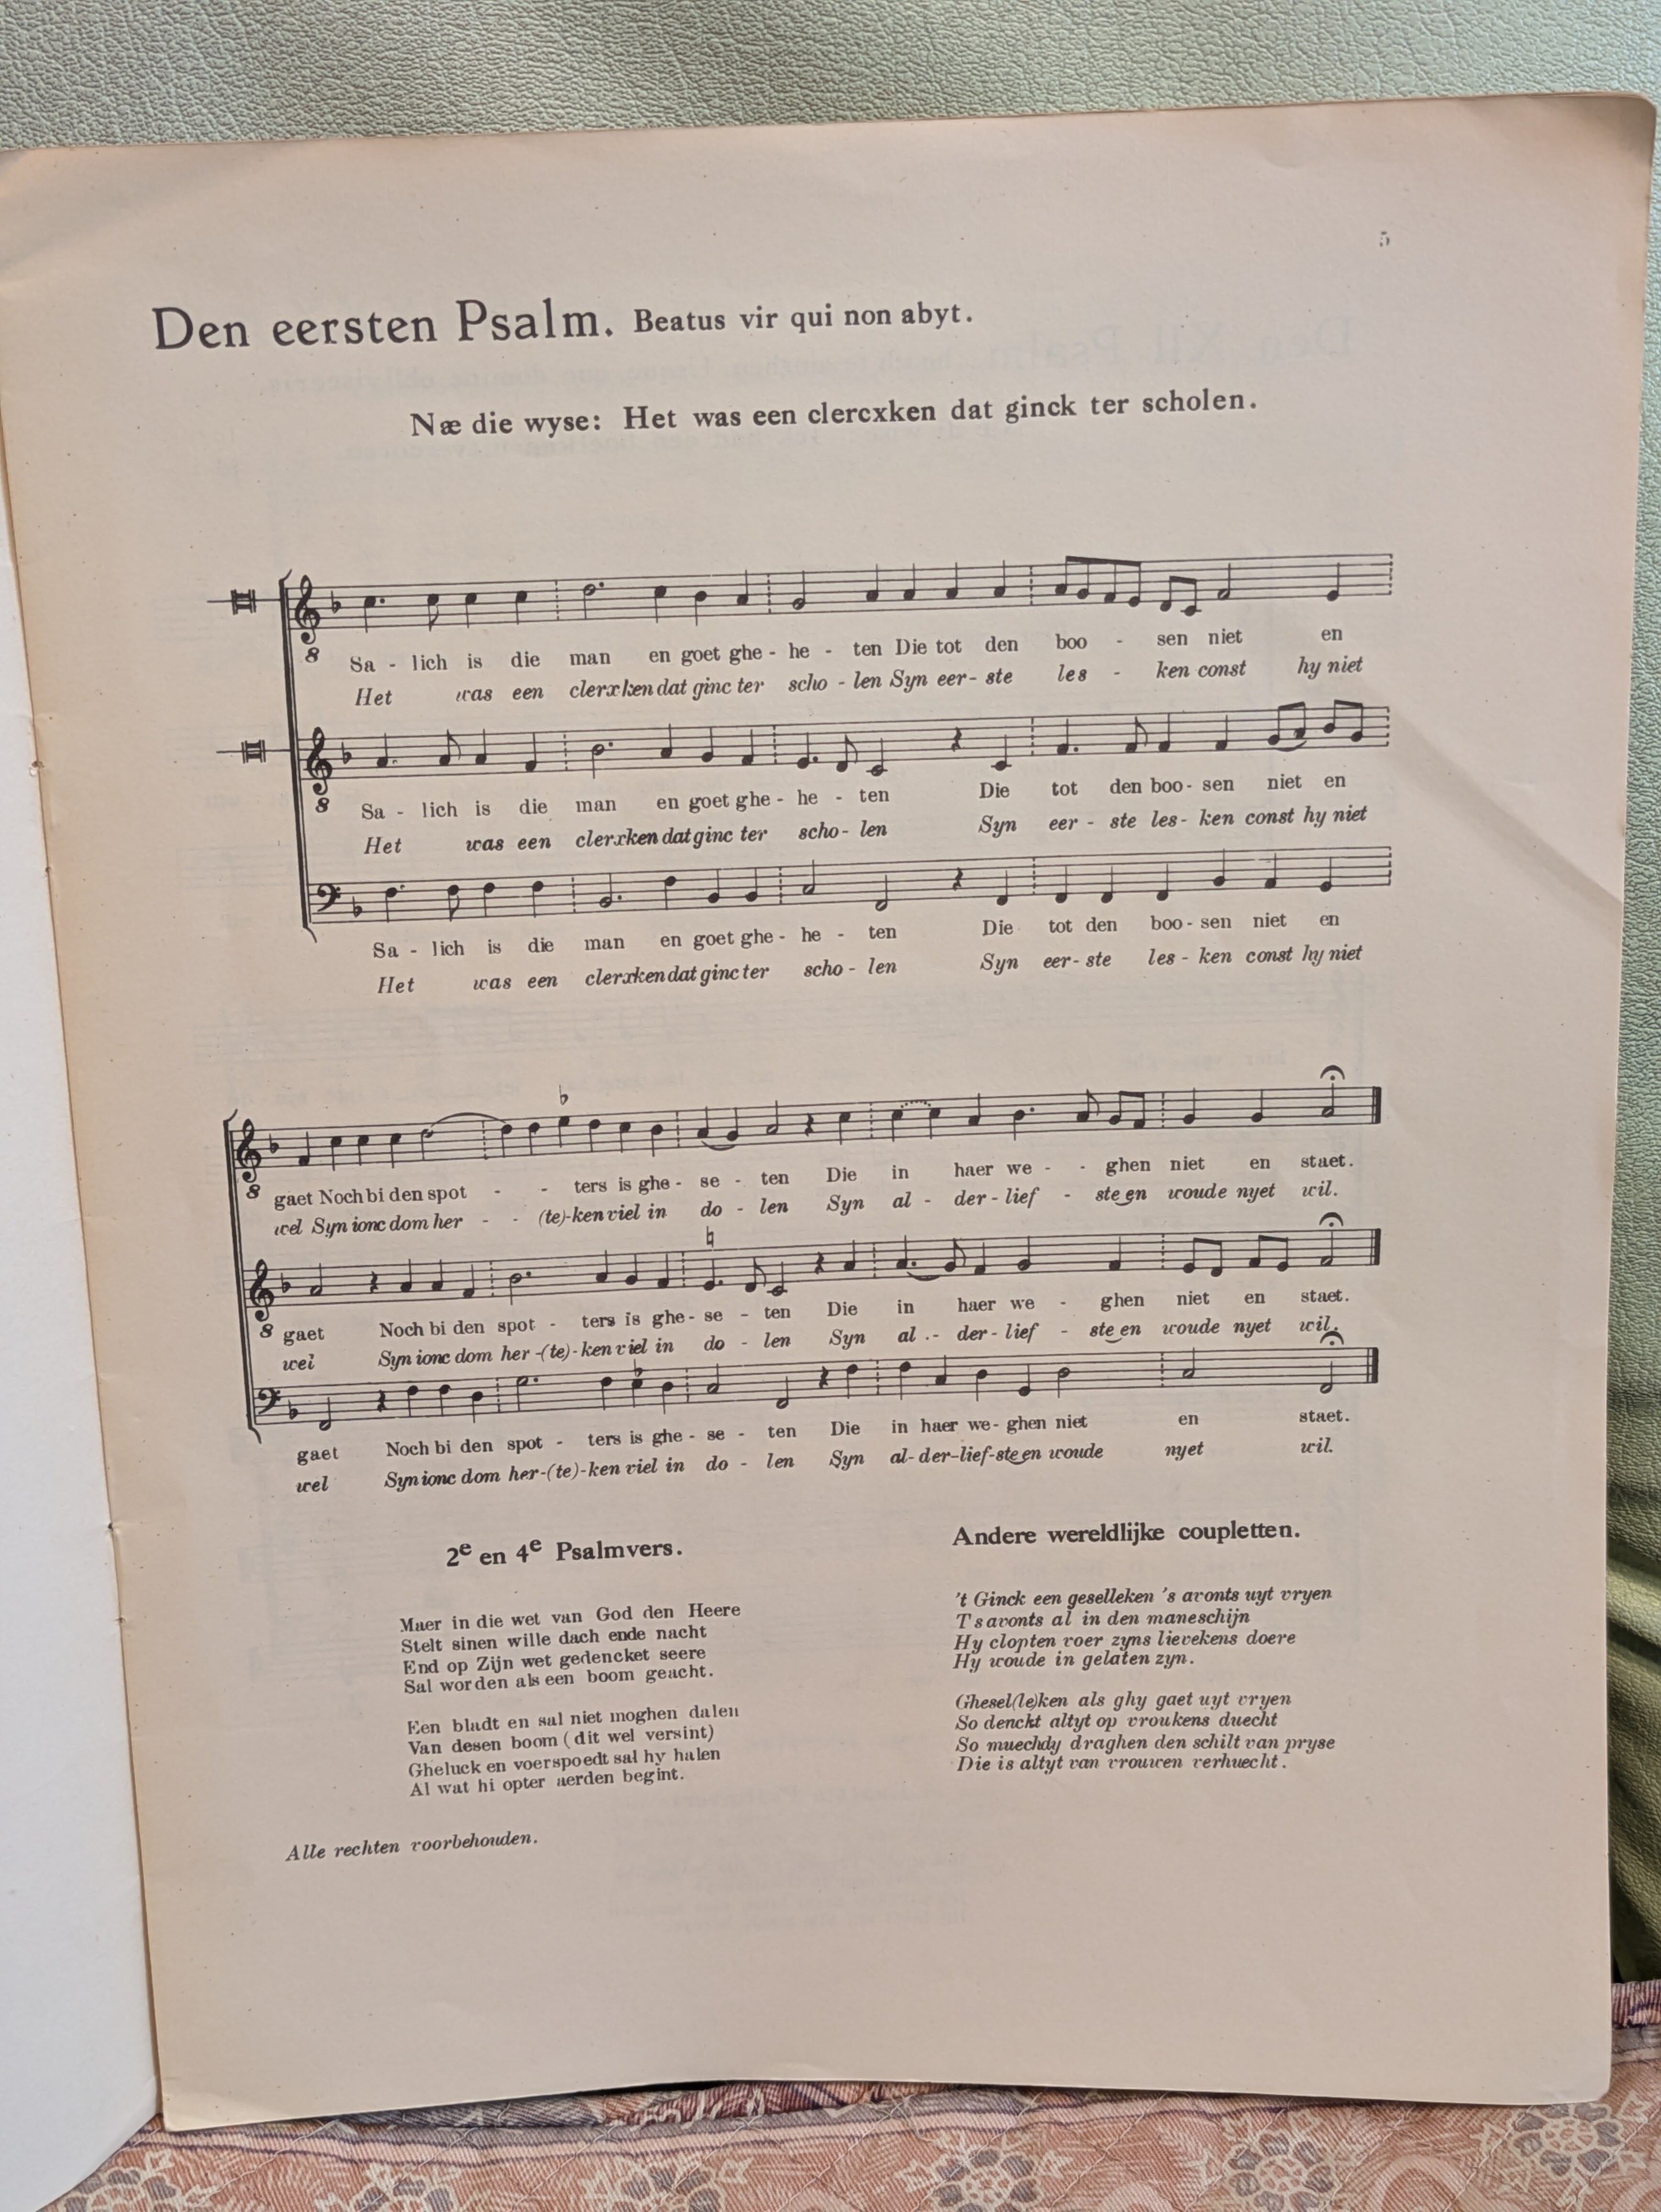 5
Den eersten Psalm. Beatus vir qui non abyt.
Næ die wyse: Het was een clercxken dat ginck ter scholen.
8
Sa - lich is die man en goet ghe - he - ten Die tot den boo - sen niet en
Het was een clerxken dat ginc ter scho - len Syn eer - ste les - ken const hy niet
8
Sa - lich is die man en goet ghe - he - ten Die tot den boo - sen niet en
Het was een clerxken dat ginc ter scho - len Syn eer - ste les - ken const hy niet
Sa - lich is die man en goet ghe - he - ten Die tot den boo - sen niet en
Het was een clerxken dat ginc ter scho - len Syn eer - ste les - ken const hy niet
8
gaet Noch bi den spot - - ters is ghe - se - ten Die in haer we - - ghen niet en staet.
wel Syn ionc dom her - - (te)-ken viel in do - len Syn al - der - lief - ste en woude nyet wil.
8
gaet Noch bi den spot - ters is ghe - se - ten Die in haer we - ghen niet en staet.
wel Syn ionc dom her -(te)- ken viel in do - len Syn al .- der - lief - ste en woude nyet wil.
gaet Noch bi den spot - ters is ghe - se - ten Die in haer we - ghen niet en staet.
wel Syn ionc dom her-(te)-ken viel in do - len Syn al-der-lief-ste en woude nyet wil.
2e en 4e Psalmvers.
Maer in die wet van God den Heere
Stelt sinen wille dach ende nacht
End op Zijn wet gedencket seere
Sal worden als een boom geacht.
Een bladt en sal niet moghen dalen
Van desen boom (dit wel versint)
Gheluck en voerspoedt sal hy halen
Al wat hi opter aerden begint.
Andere wereldlijke coupletten.
't Ginck een geselleken 's avonts uyt vryen
T s avonts al in den maneschijn
Hy clopten voer zyns lievekens doere
Hy woude in gelaten zyn.
Ghesel(le)ken als ghy gaet uyt vryen
So denckt altyt op vroukens duecht
So muechdy draghen den schilt van pryse
Die is altyt van vrouwen verhuecht.
Alle rechten voorbehouden.